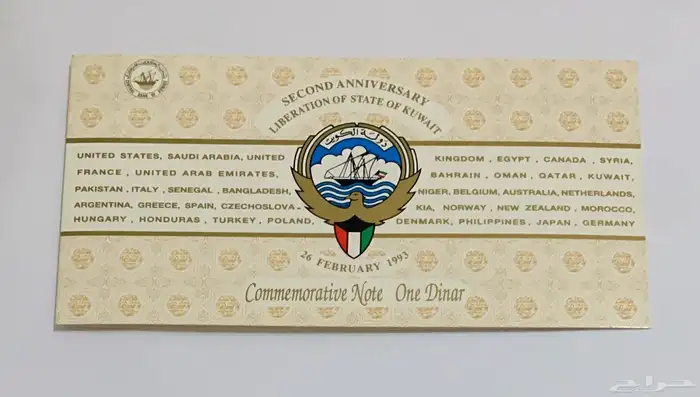 SECOND ANNIVERSARY
LIBERATION OF STATE OF KUWAIT
دولة الكويت
UNITED STATES, SAUDI ARABIA, UNITED KINGDOM , EGYPT , CANADA , SYRIA,
FRANCE , UNITED ARAB EMIRATES, BAHRAIN , OMAN , QATAR , KUWAIT,
PAKISTAN , ITALY , SENEGAL , BANGLADESH, NIGER, BELGIUM, AUSTRALIA, NETHERLANDS,
ARGENTINA, GREECE, SPAIN, CZECHOSLOVA- KIA, NORWAY , NEW ZEALAND , MOROCCO,
HUNGARY , HONDURAS , TURKEY , POLAND, DENMARK, PHILIPPINES, JAPAN, GERMANY
26 FEBRUARY 1993
Commemorative Note One Dinar
حراج